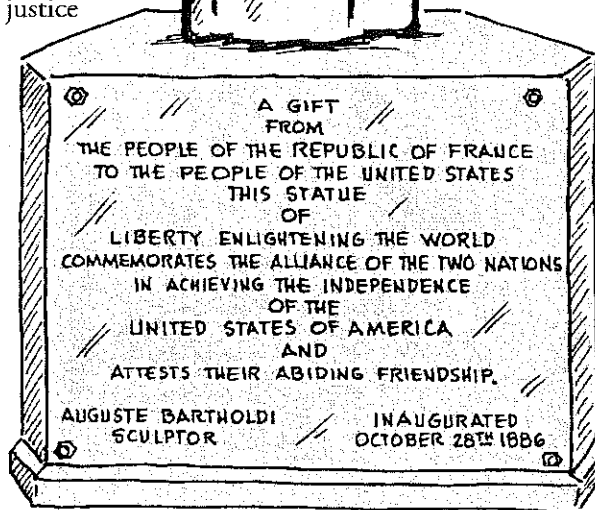 justice
A GIFT
FROM
THE PEOPLE OF THE REPUBLIC OF FRANCE
TO THE PEOPLE OF THE UNITED STATES
THIS STATUE
OF
LIBERTY ENLIGHTENING THE WORLD
COMMEMORATES THE ALLIANCE OF THE TWO NATIONS
IN ACHIEVING THE INDEPENDENCE
OF THE
UNITED STATES OF AMERICA
AND
ATTESTS THEIR ABIDING FRIENDSHIP.
AUGUSTE BARTHOLDI
SCULPTOR
INAUGURATED
OCTOBER 28TH 1886